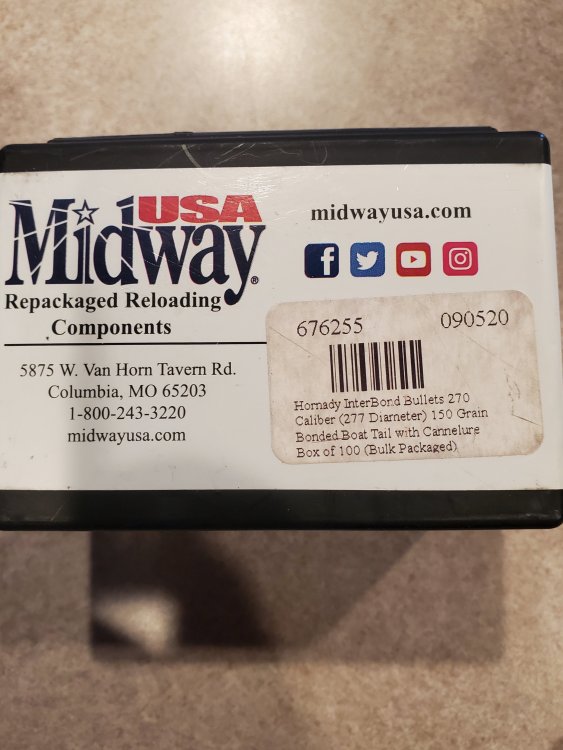 Midway USA®
midwayusa.com
Repackaged Reloading
Components
5875 W. Van Horn Tavern Rd.
Columbia, MO 65203
1-800-243-3220
midwayusa.com
676255 090520
Hornady InterBond Bullets 270
Caliber (277 Diameter) 150 Grain
Bonded Boat Tail with Cannelure
Box of 100 (Bulk Packaged)